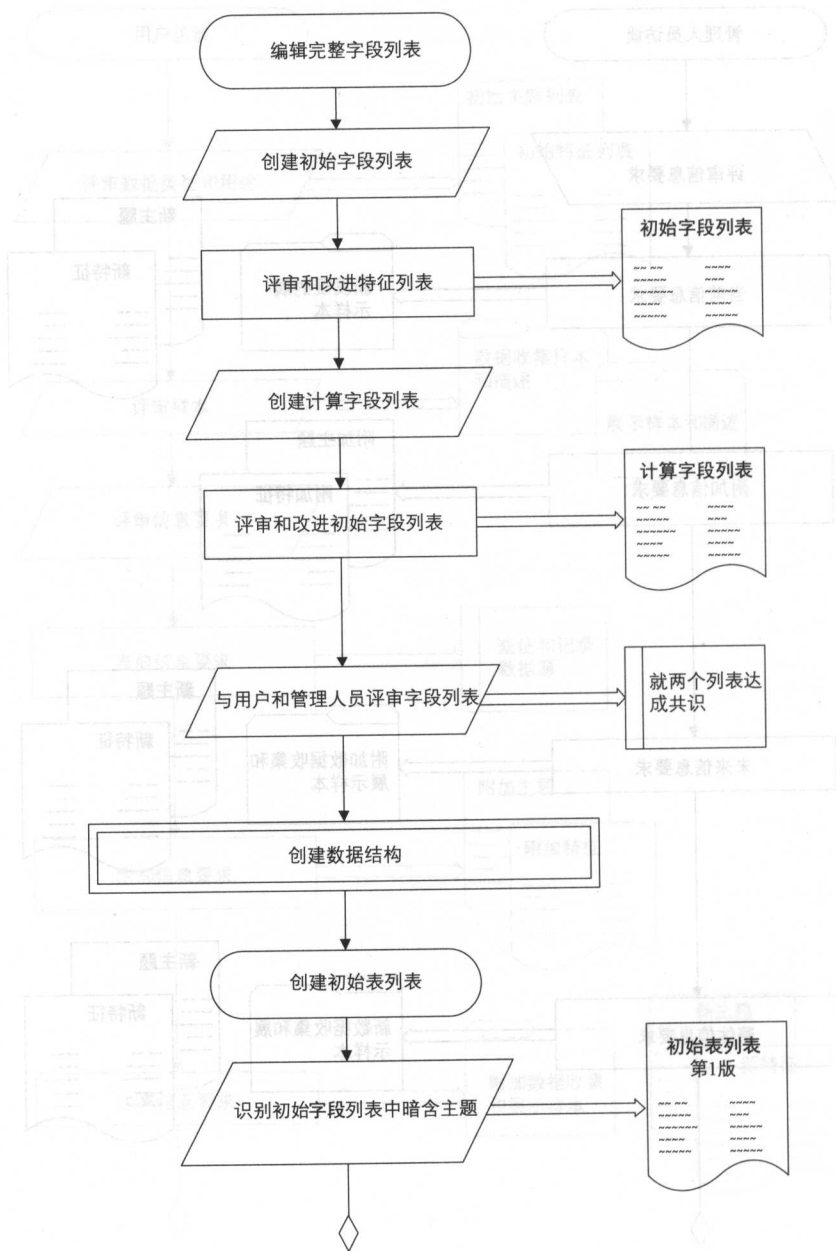 编辑完整字段列表
创建初始字段列表
评审和改进特征列表
初始字段列表
创建计算字段列表
评审和改进初始字段列表
计算字段列表
与用户和管理人员评审字段列表
就两个列表达
成共识
创建数据结构
创建初始表列表
识别初始字段列表中暗含主题
初始表列表
第1版